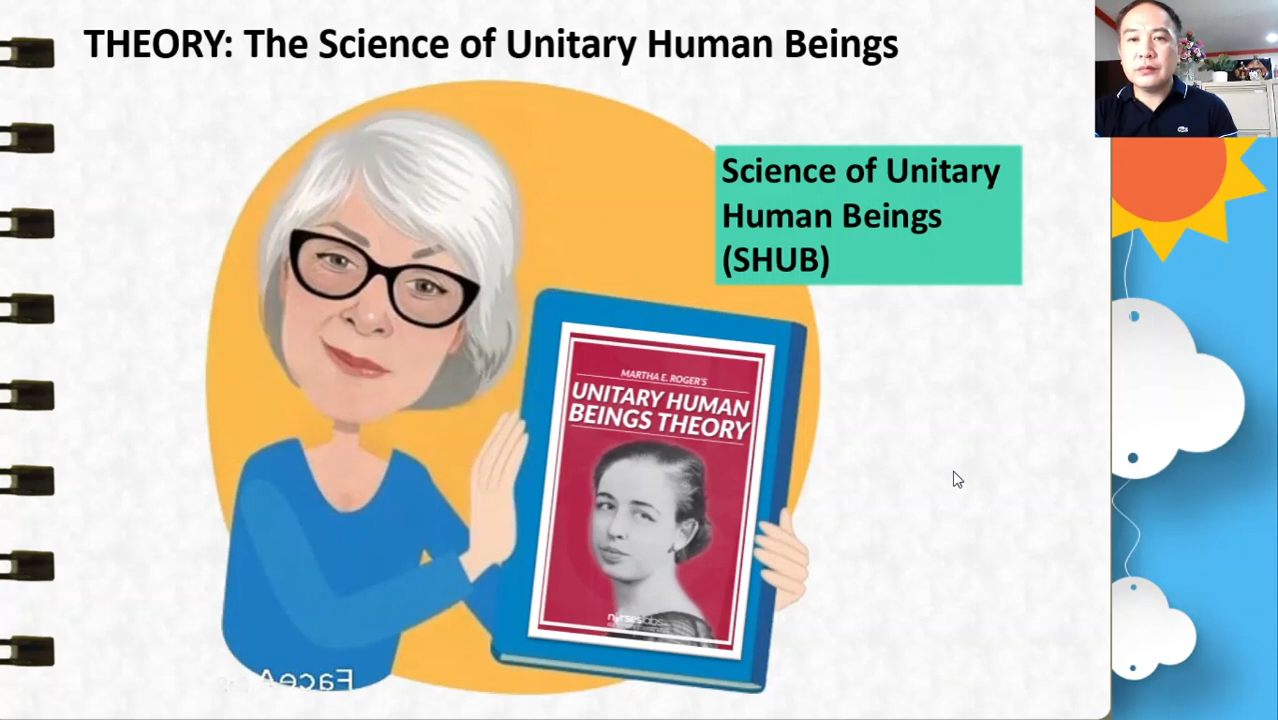 THEORY: The Science of Unitary Human Beings
Science of Unitary
Human Beings
(SHUB)
MARTHA E. ROGER'S
UNITARY HUMAN
BEINGS THEORY
nurseslabs